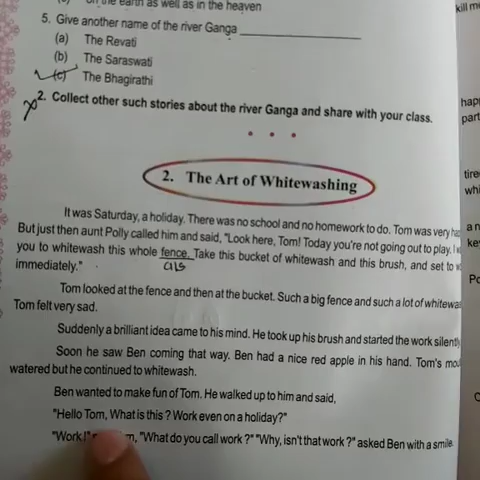 on the earth as well as in the heaven
5. Give another name of the river Ganga
(a) The Revati
(b) The Saraswati
(c) The Bhagirathi
2. Collect other such stories about the river Ganga and share with your class.
2. The Art of Whitewashing
It was Saturday, a holiday. There was no school and no homework to do. Tom was very
But just then aunt Polly called him and said, "Look here, Tom! Today you're not going out to play. I
you to whitewash this whole fence. Take this bucket of whitewash and this brush, and set to
immediately."
Tom looked at the fence and then at the bucket. Such a big fence and such a lot of
Tom felt very sad.
Suddenly a brilliant idea came to his mind. He took up his brush and started the work
Soon he saw Ben coming that way. Ben had a nice red apple in his hand. Tom's
watered but he continued to whitewash.
Ben wanted to make fun of Tom. He walked up to him and said,
"Hello Tom, What is this ? Work even on a holiday?"
"Work!" "What do you call work ?" "Why, isn't that work ?" asked Ben with a smile.
kill
tire
key